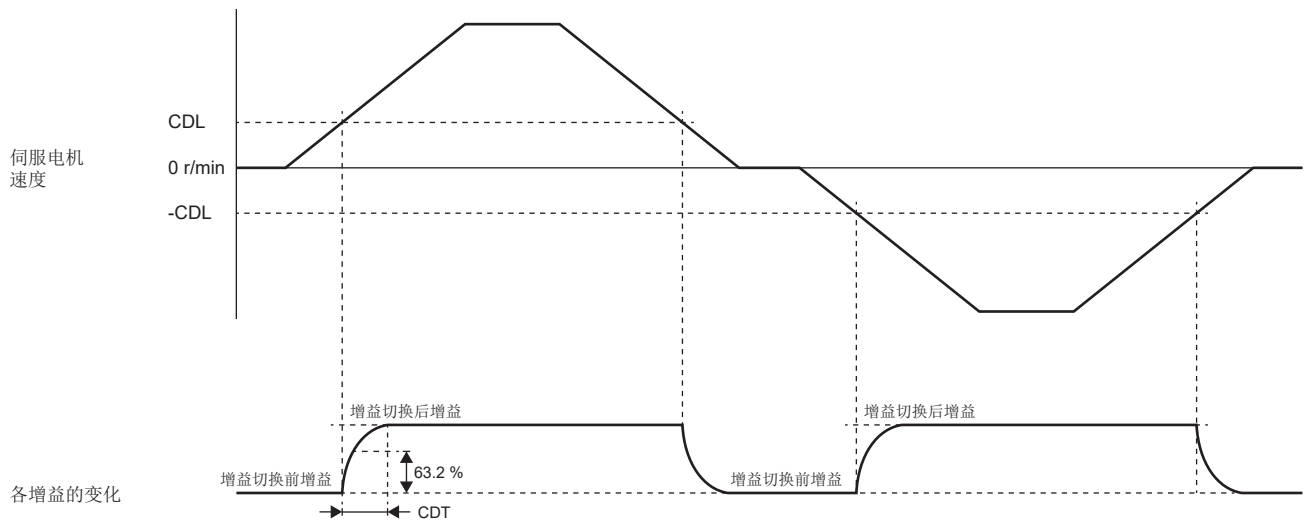 CDL
伺服电机
速度
0 r/min
-CDL
增益切换后增益
增益切换后增益
增益切换前增益
63.2 %
增益切换前增益
各增益的变化
CDT